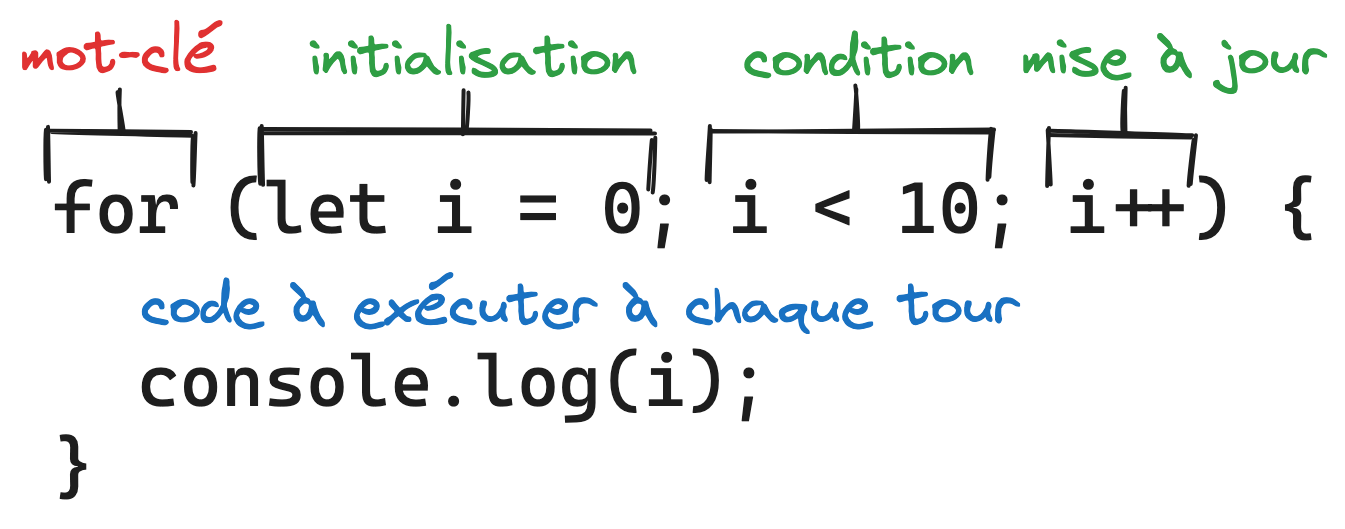 mot-clé initialisation condition mise à jour
for (let i = 0; i < 10; i++) {
code à exécuter à chaque tour
console.log(i);
}